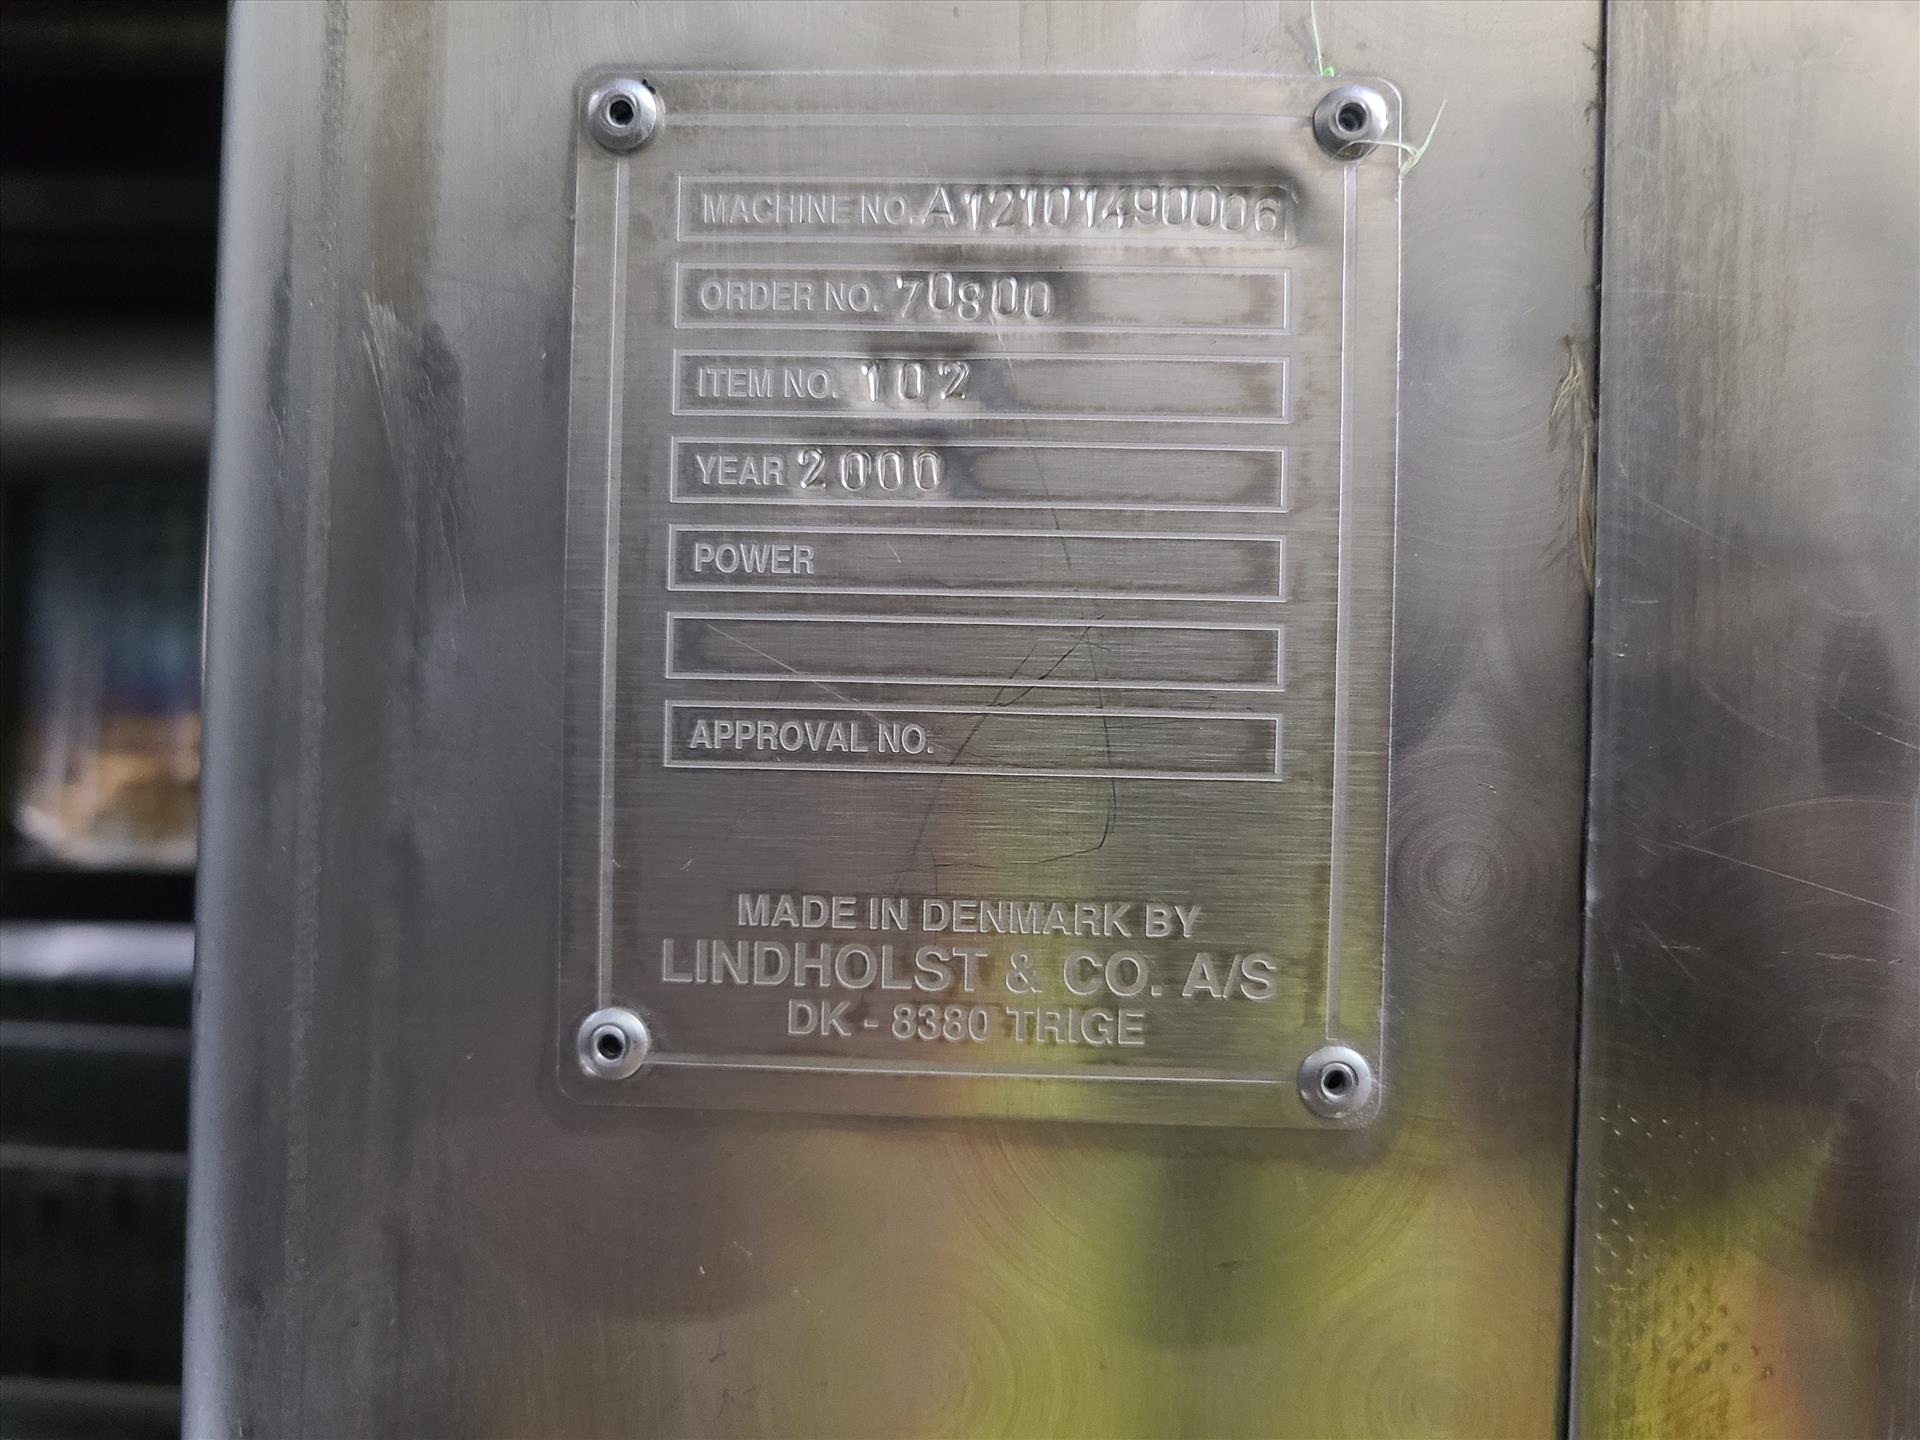 MACHINE NO. A12101490006
ORDER NO. 70800
ITEM NO. 102
YEAR 2000
POWER
APPROVAL NO.
MADE IN DENMARK BY
LINDHOLST & CO. A/S
DK - 8380 TRIGE